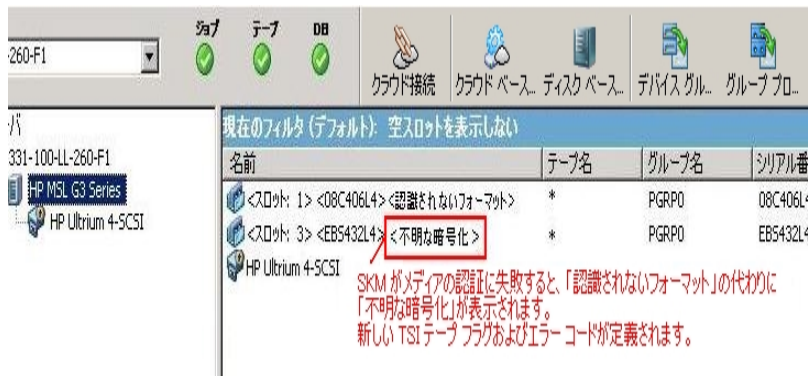 ジョブ テープ DB
-260-F1
クラウド接続 クラウド ベース... ディスク ベース... デバイス グル... グループ プロ...
バ
331-100-LL-260-F1
HP MSL G3 Series
HP Ultrium 4-SCSI
現在のフィルタ (デフォルト): 空スロットを表示しない
名前 テープ名 グループ名 シリアル番
<スロット: 1> <08C406L4> <認識されないフォーマット> * PGRP0 08C406L4
<スロット: 3> <EB5432L4> <不明な暗号化> * PGRP0 EB5432L4
HP Ultrium 4-SCSI
SKM がメディアの認証に失敗すると、「認識されないフォーマット」の代わりに
「不明な暗号化」が表示されます。
新しい TSI テープ フラグおよびエラー コードが定義されます。